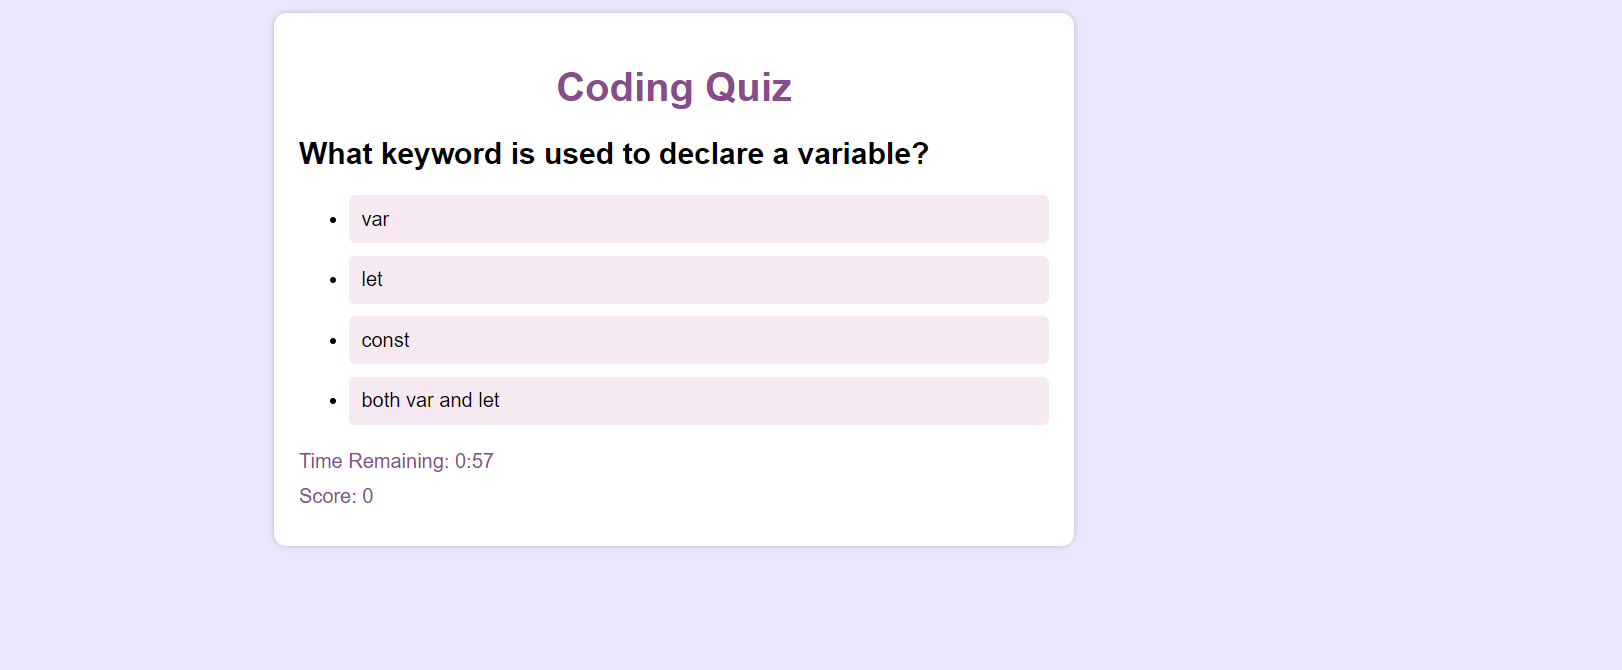 Coding Quiz
What keyword is used to declare a variable?
• var
• let
• const
• both var and let
Time Remaining: 0:57
Score: 0